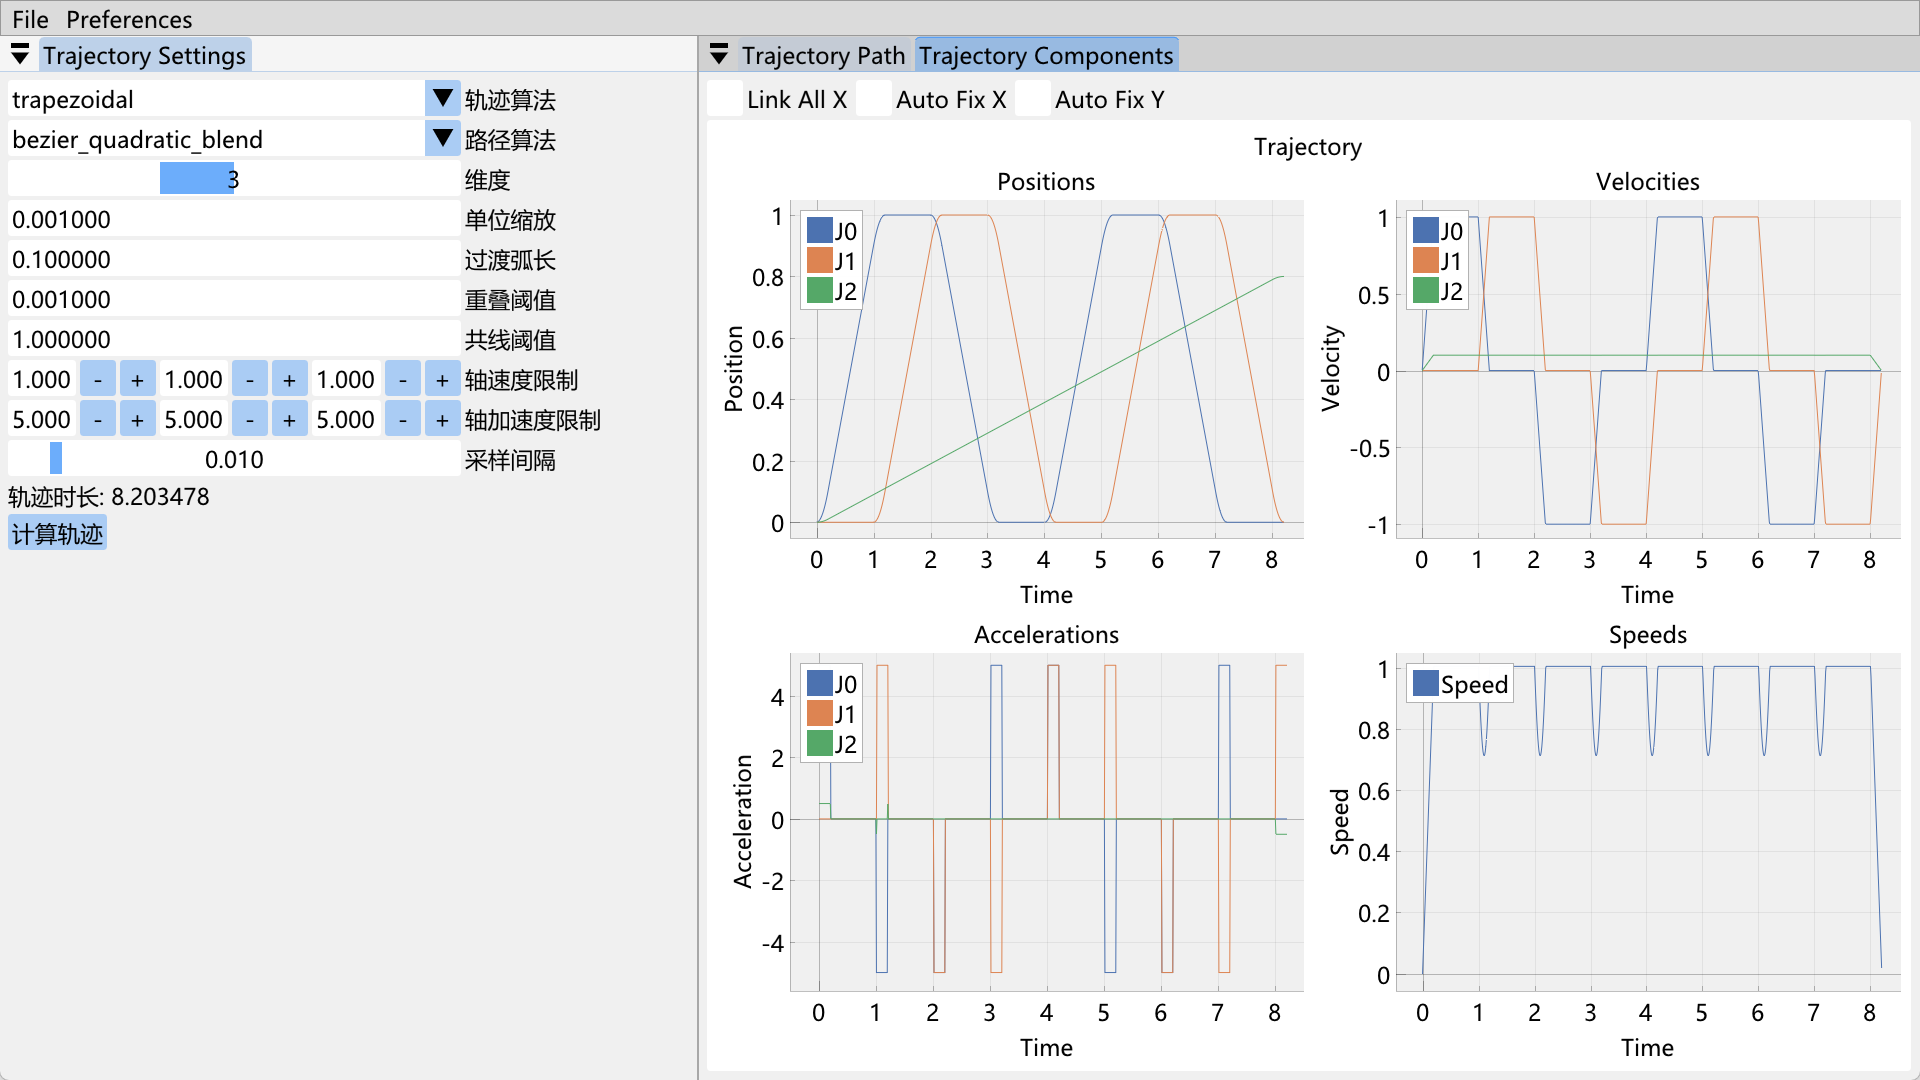 File Preferences
Trajectory Settings
trapezoidal 轨迹算法
bezier_quadratic_blend 路径算法
3 维度
0.001000 单位缩放
0.100000 过渡弧长
0.001000 重叠阈值
1.000000 共线阈值
1.000 - + 1.000 - + 1.000 - + 轴速度限制
5.000 - + 5.000 - + 5.000 - + 轴加速度限制
0.010 采样间隔
轨迹时长: 8.203478
计算轨迹
Trajectory Path Trajectory Components
Link All X Auto Fix X Auto Fix Y
Trajectory
Positions
J0
J1
J2
Position
1
0.8
0.6
0.4
0.2
0
0 1 2 3 4 5 6 7 8
Time
Velocities
J0
J1
J2
Velocity
1
0.5
0
-0.5
-1
0 1 2 3 4 5 6 7 8
Time
Accelerations
J0
J1
J2
Acceleration
4
2
0
-2
-4
0 1 2 3 4 5 6 7 8
Time
Speeds
Speed
Speed
1
0.8
0.6
0.4
0.2
0
0 1 2 3 4 5 6 7 8
Time